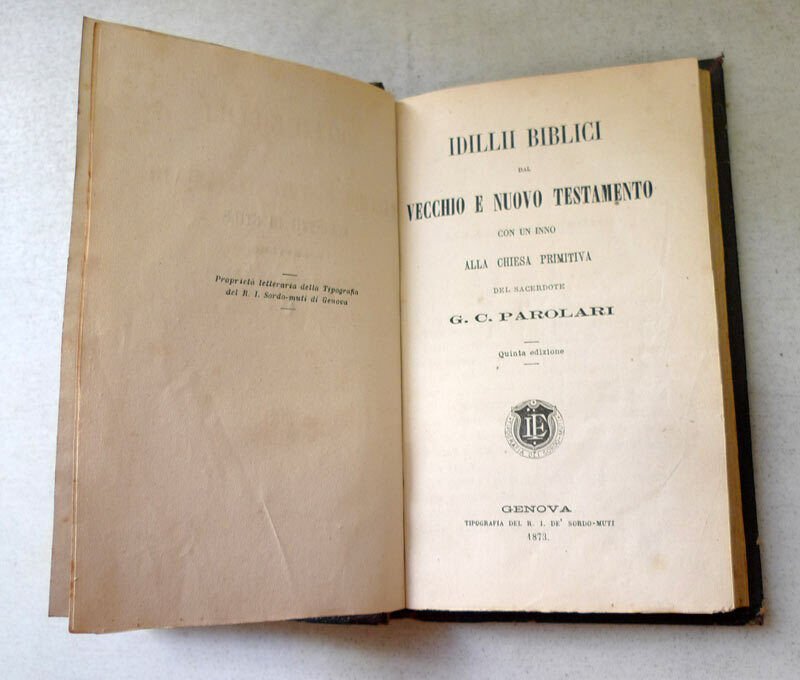 Proprietà letteraria della Tipografia
del R. I. Sordo-muti di Genova
IDILLII BIBLICI
DAL
VECCHIO E NUOVO TESTAMENTO
CON UN INNO
ALLA CHIESA PRIMITIVA
DEL SACERDOTE
G. C. PAROLARI
Quinta edizione
GENOVA
TIPOGRAFIA DEL R. I. DE' SORDO-MUTI
1873.